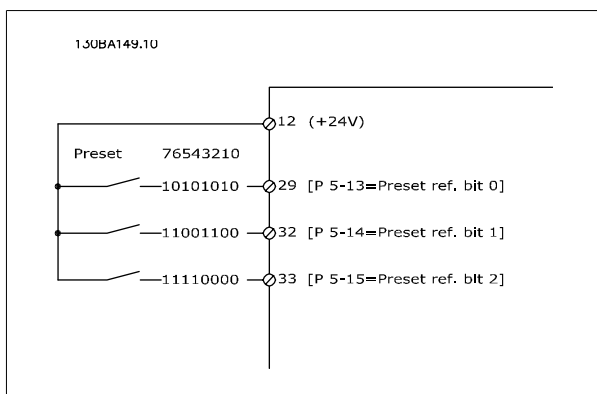 130BA149.10
12 (+24V)
Preset 76543210
10101010 29 [P 5-13=Preset ref. bit 0]
11001100 32 [P 5-14=Preset ref. bit 1]
11110000 33 [P 5-15=Preset ref. bit 2]